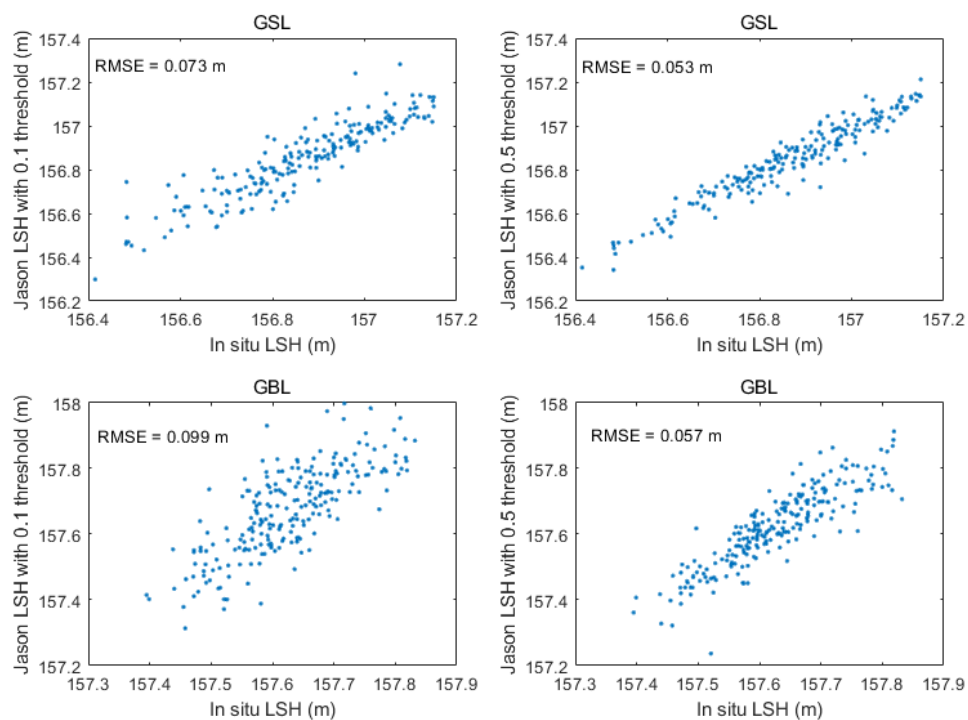 GSL
Jason LSH with 0.1 threshold (m)
157.4
157.2
157
156.8
156.6
156.4
156.2
RMSE = 0.073 m
156.4 156.6 156.8 157 157.2
In situ LSH (m)
GSL
Jason LSH with 0.5 threshold (m)
157.4
157.2
157
156.8
156.6
156.4
156.2
RMSE = 0.053 m
156.4 156.6 156.8 157 157.2
In situ LSH (m)
GBL
Jason LSH with 0.1 threshold (m)
158
157.8
157.6
157.4
157.2
RMSE = 0.099 m
157.3 157.4 157.5 157.6 157.7 157.8 157.9
In situ LSH (m)
GBL
Jason LSH with 0.5 threshold (m)
158
157.8
157.6
157.4
157.2
RMSE = 0.057 m
157.3 157.4 157.5 157.6 157.7 157.8 157.9
In situ LSH (m)